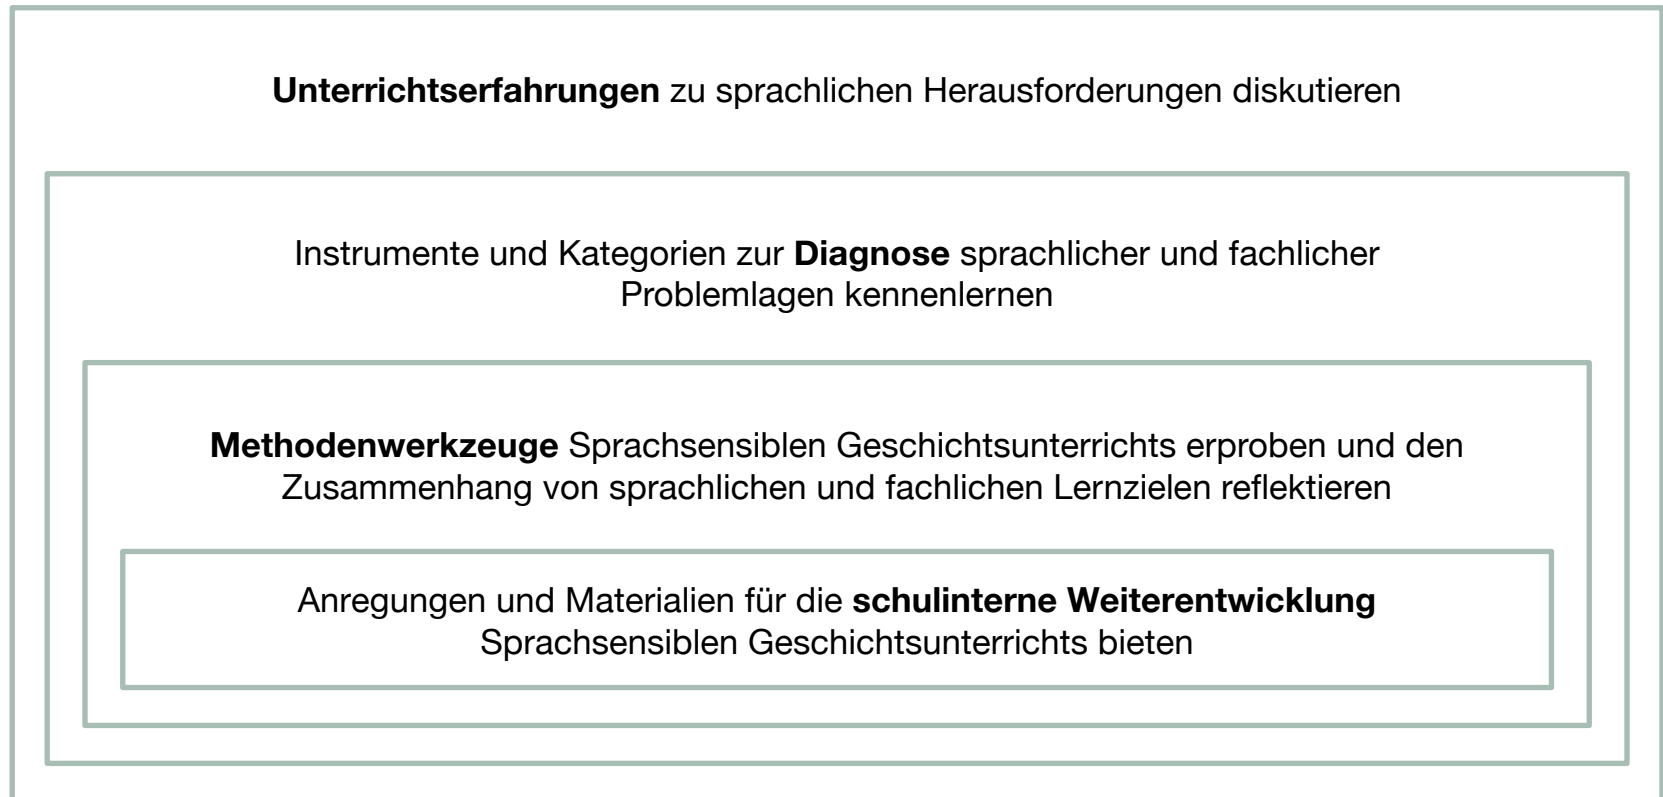 Unterrichtserfahrungen zu sprachlichen Herausforderungen diskutieren
Instrumente und Kategorien zur Diagnose sprachlicher und fachlicher
Problemlagen kennenlernen
Methodenwerkzeuge Sprachsensiblen Geschichtsunterrichts erproben und den
Zusammenhang von sprachlichen und fachlichen Lernzielen reflektieren
Anregungen und Materialien für die schulinterne Weiterentwicklung
Sprachsensiblen Geschichtsunterrichts bieten